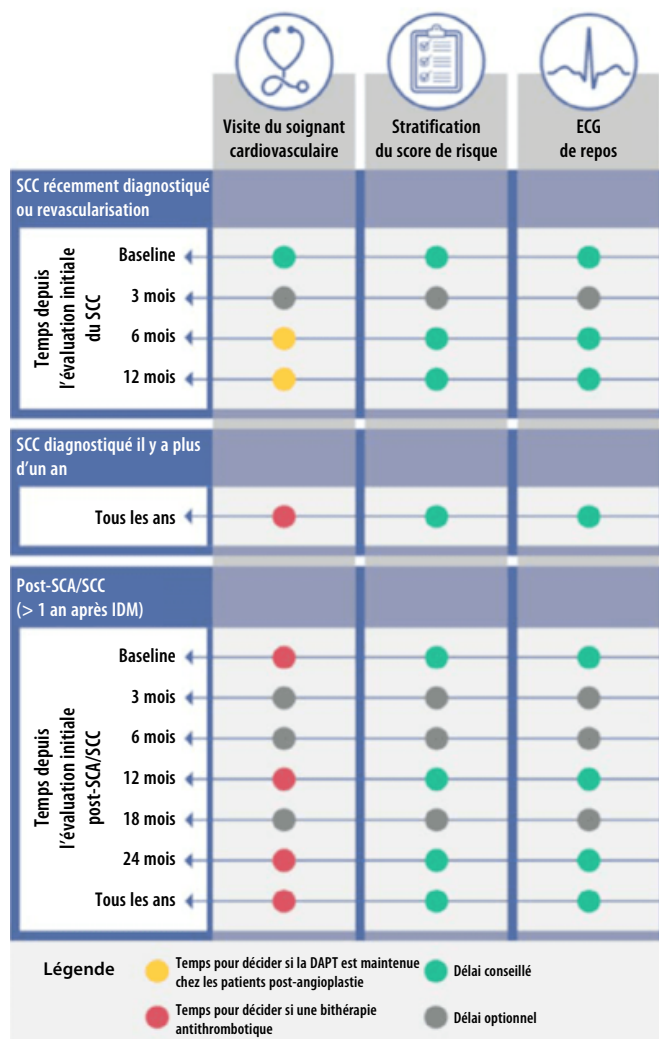 Visite du soignant
cardiovasculaire
Stratification
du score de risque
ECG
de repos
SCC récemment diagnostiqué
ou revascularisation
Temps depuis
l'évaluation initiale
du SCC
Baseline
3 mois
6 mois
12 mois
SCC diagnostiqué il y a plus
d'un an
Tous les ans
Post-SCA/SCC
(> 1 an après IDM)
Temps depuis
l'évaluation initiale
post-SCA/SCC
Baseline
3 mois
6 mois
12 mois
18 mois
24 mois
Tous les ans
Légende
Temps pour décider si la DAPT est maintenue
chez les patients post-angioplastie
Délai conseillé
Temps pour décider si une bithérapie
antithrombotique
Délai optionnel